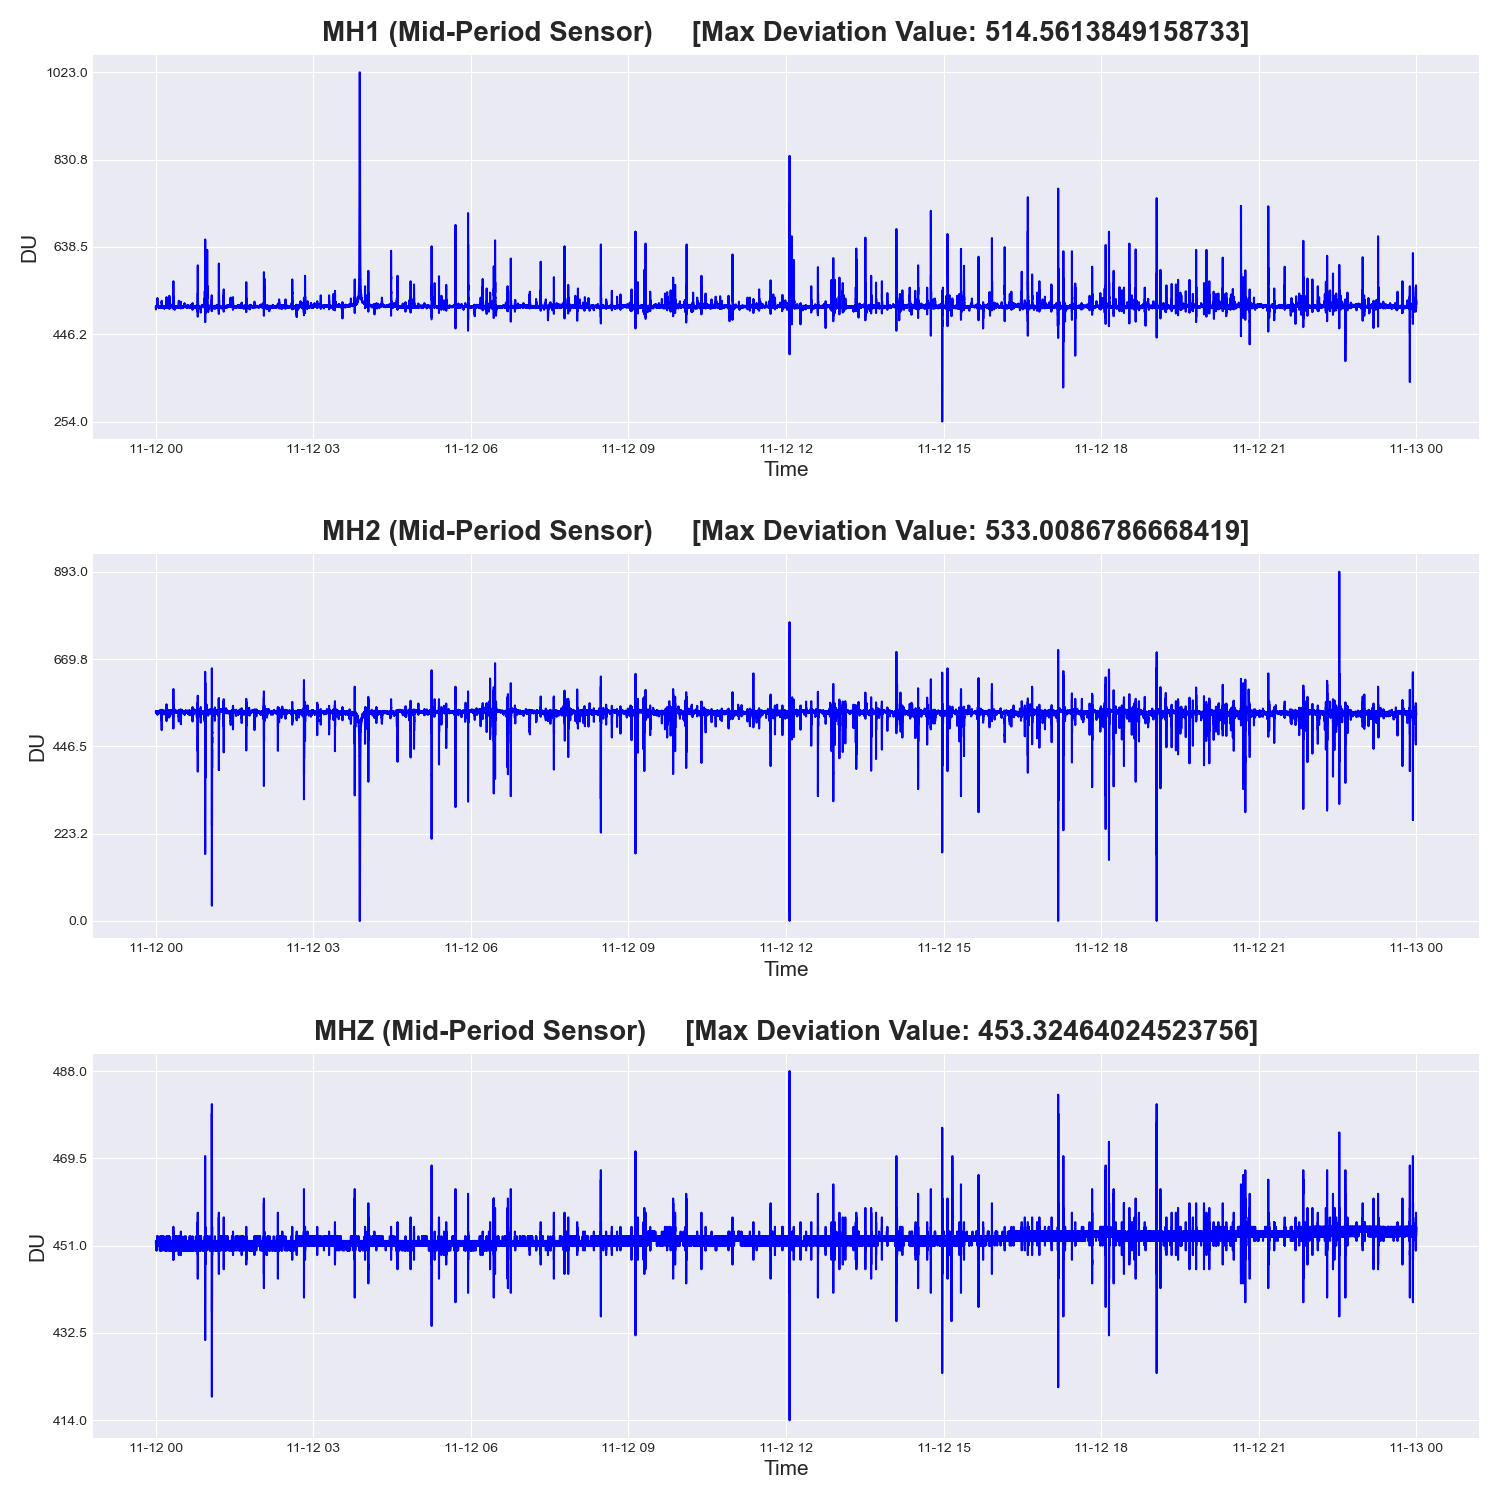 MH1 (Mid-Period Sensor) [Max Deviation Value: 514.5613849158733]
1023.0
830.8
638.5
446.2
254.0
DU
11-12 00 11-12 03 11-12 06 11-12 09 11-12 12 11-12 15 11-12 18 11-12 21 11-13 00
Time
MH2 (Mid-Period Sensor) [Max Deviation Value: 533.0086786668419]
893.0
669.8
446.5
223.2
0.0
DU
11-12 00 11-12 03 11-12 06 11-12 09 11-12 12 11-12 15 11-12 18 11-12 21 11-13 00
Time
MHZ (Mid-Period Sensor) [Max Deviation Value: 453.32464024523756]
488.0
469.5
451.0
432.5
414.0
DU
11-12 00 11-12 03 11-12 06 11-12 09 11-12 12 11-12 15 11-12 18 11-12 21 11-13 00
Time